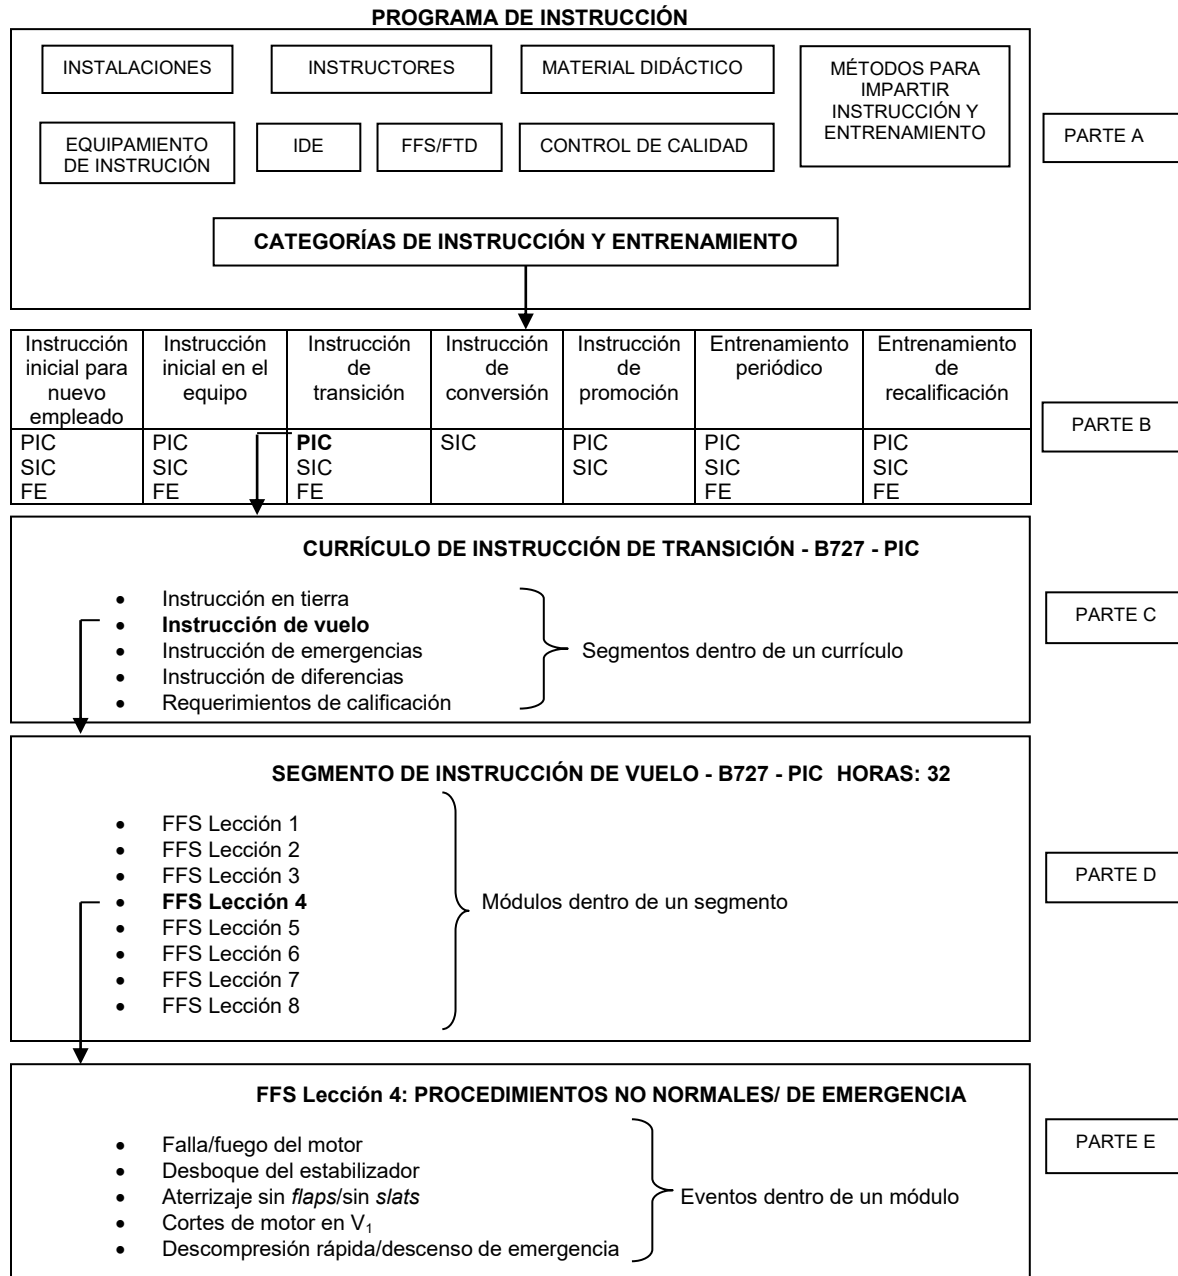 PROGRAMA DE INSTRUCCIÓN
INSTALACIONES
INSTRUCTORES
MATERIAL DIDÁCTICO
MÉTODOS PARA
IMPARTIR
INSTRUCCIÓN Y
ENTRENAMIENTO
EQUIPAMIENTO
DE INSTRUCIÓN
IDE
FFS/FTD
CONTROL DE CALIDAD
PARTE A
CATEGORÍAS DE INSTRUCCIÓN Y ENTRENAMIENTO
Instrucción
inicial para
nuevo
empleado
Instrucción
inicial en el
equipo
Instrucción
de
transición
Instrucción
de
conversión
Instrucción
de
promoción
Entrenamiento
periódico
Entrenamiento
de
recalificación
PIC
SIC
FE
PIC
SIC
FE
PIC
SIC
FE
SIC
PIC
SIC
PIC
SIC
FE
PIC
SIC
FE
PARTE B
CURRÍCULO DE INSTRUCCIÓN DE TRANSICIÓN - B727 - PIC
• Instrucción en tierra
• Instrucción de vuelo
• Instrucción de emergencias
• Instrucción de diferencias
• Requerimientos de calificación
Segmentos dentro de un currículo
PARTE C
SEGMENTO DE INSTRUCCIÓN DE VUELO - B727 - PIC HORAS: 32
• FFS Lección 1
• FFS Lección 2
• FFS Lección 3
• FFS Lección 4
• FFS Lección 5
• FFS Lección 6
• FFS Lección 7
• FFS Lección 8
Módulos dentro de un segmento
PARTE D
FFS Lección 4: PROCEDIMIENTOS NO NORMALES/ DE EMERGENCIA
• Falla/fuego del motor
• Desboque del estabilizador
• Aterrizaje sin flaps/sin slats
• Cortes de motor en V₁
• Descompresión rápida/descenso de emergencia
Eventos dentro de un módulo
PARTE E